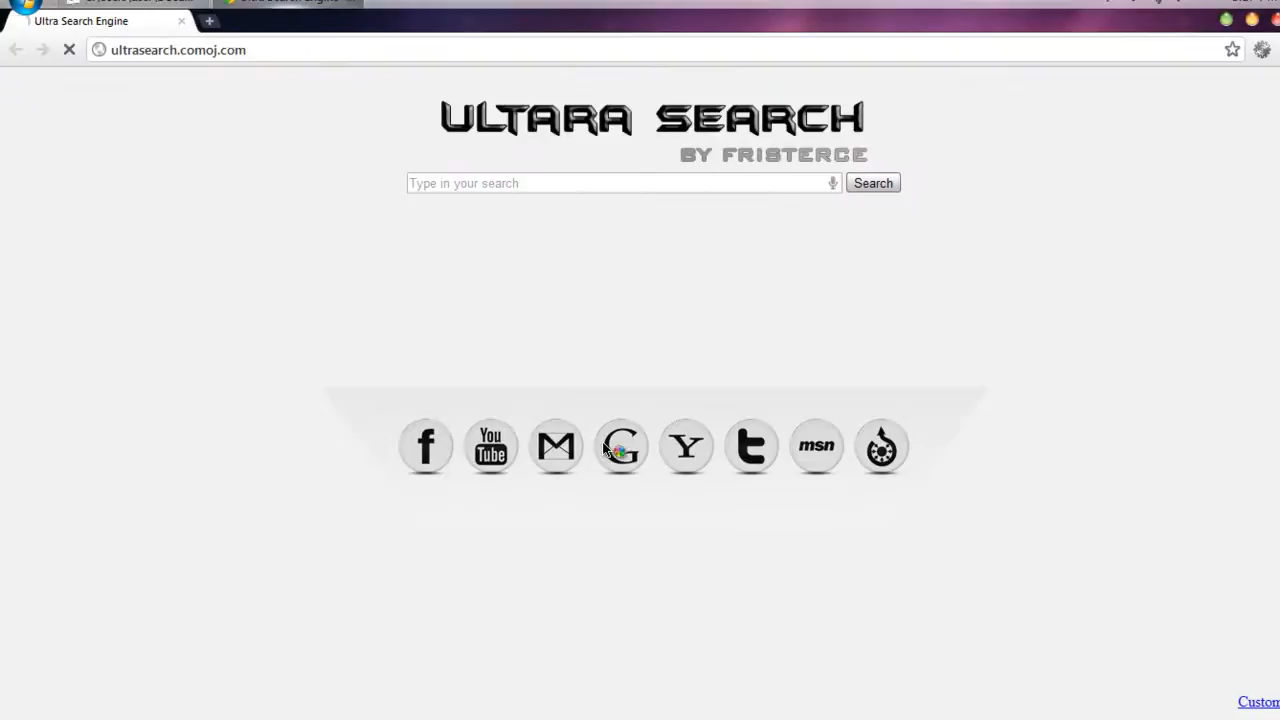 Ultra Search Engine
ultrasearch.comoj.com
ULTARA SEARCH
BY FRISTERCE
Type in your search
Search
f
You
Tube
M
G
Y
t
msn
Custom